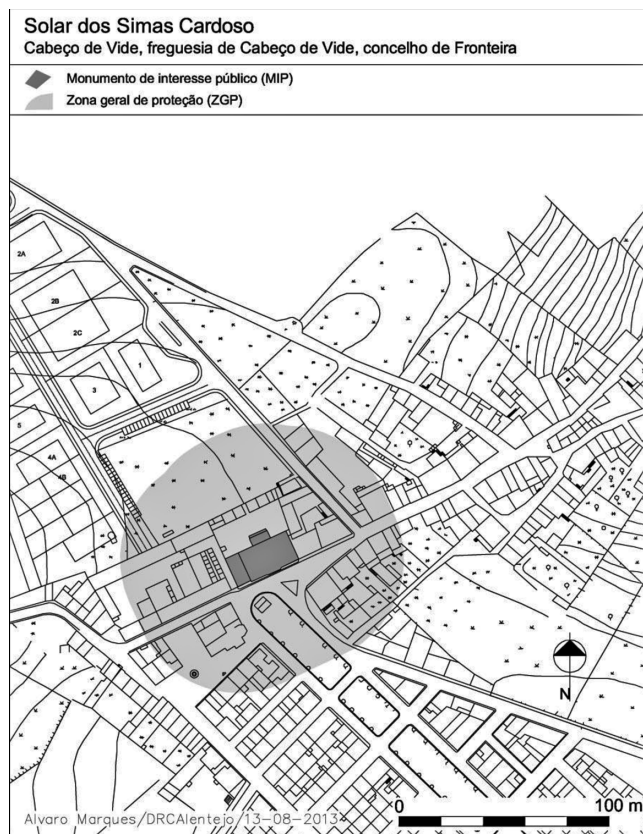 Solar dos Simas Cardoso
Cabeço de Vide, freguesia de Cabeço de Vide, concelho de Fronteira
Monumento de interesse público (MIP)
Zona geral de proteção (ZGP)
2A
2B
2C
1
3
5
4A
4B
N
0 100 m
Alvaro Marques/DRCAlentejo/13-08-2013